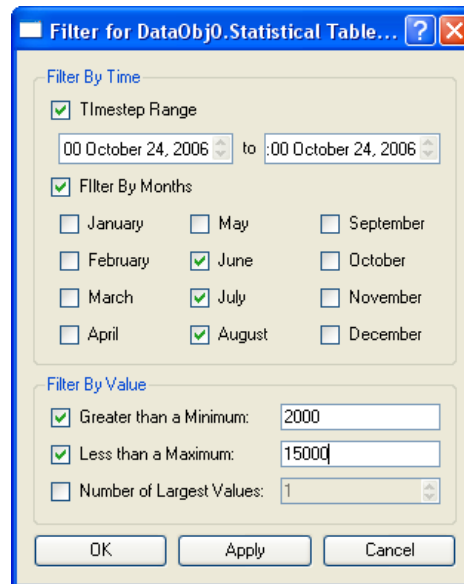 Filter for DataObj0.Statistical Table...
Filter By Time
TImestep Range
00 October 24, 2006 to :00 October 24, 2006
FIlter By Months
January May September
February June October
March July November
April August December
Filter By Value
Greater than a Minimum: 2000
Less than a Maximum: 15000
Number of Largest Values: 1
OK Apply Cancel